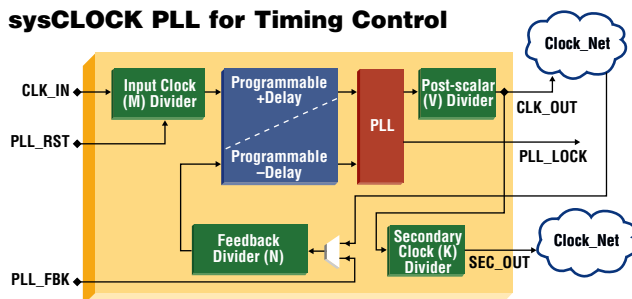 sysCLOCK PLL for Timing Control
Clock_Net
CLK_IN
Input Clock
(M) Divider
Programmable
+Delay
Post-scalar
(V) Divider
CLK_OUT
PLL
PLL_RST
PLL_LOCK
Programmable
–Delay
Feedback
Divider (N)
Secondary
Clock (K)
Divider
SEC_OUT
Clock_Net
PLL_FBK